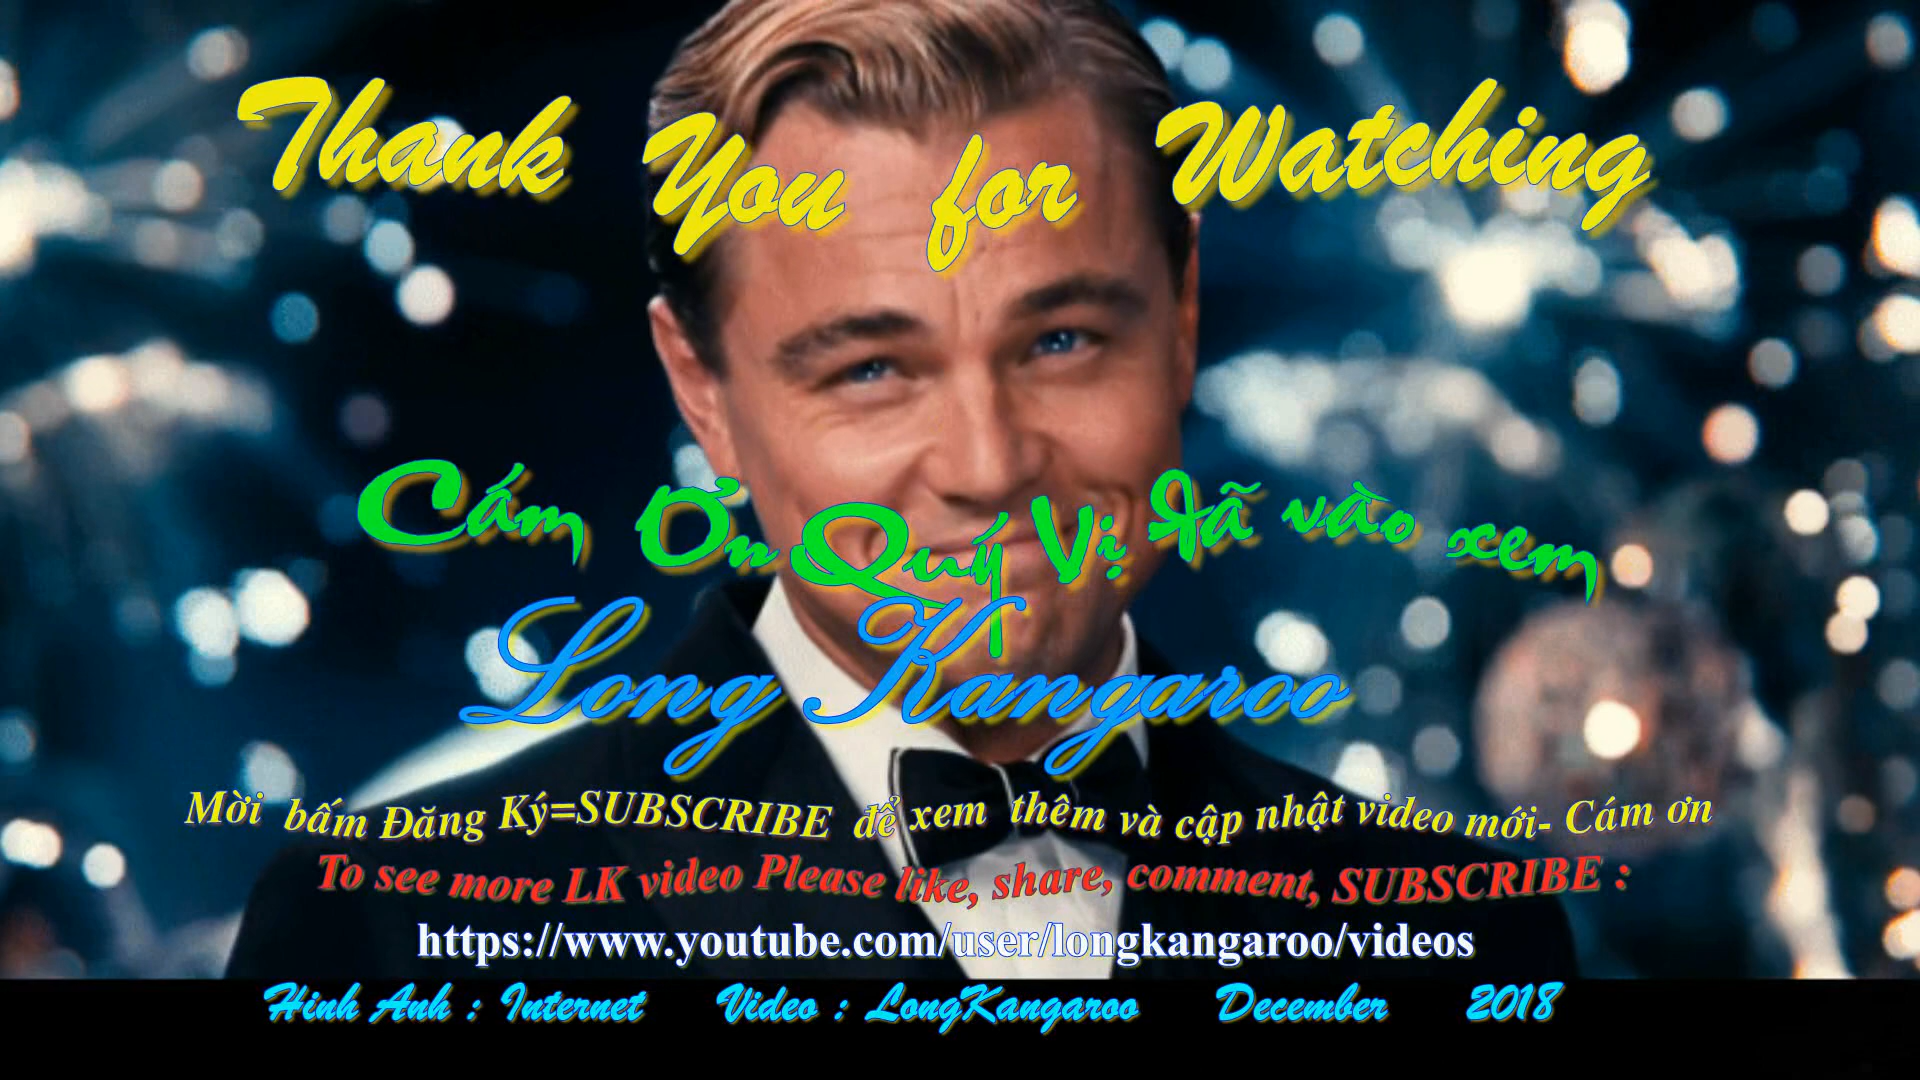 Thank You for Watching
Cám Ơn Quý Vị Đã vào xem
Long Kangaroo
Mời bấm Đăng Ký=SUBSCRIBE để xem thêm và cập nhật video mới- Cám ơn
To see more LK video Please like, share, comment, SUBSCRIBE :
https://www.youtube.com/user/longkangaroo/videos
Hinh Anh : Internet Video : LongKangaroo December 2018